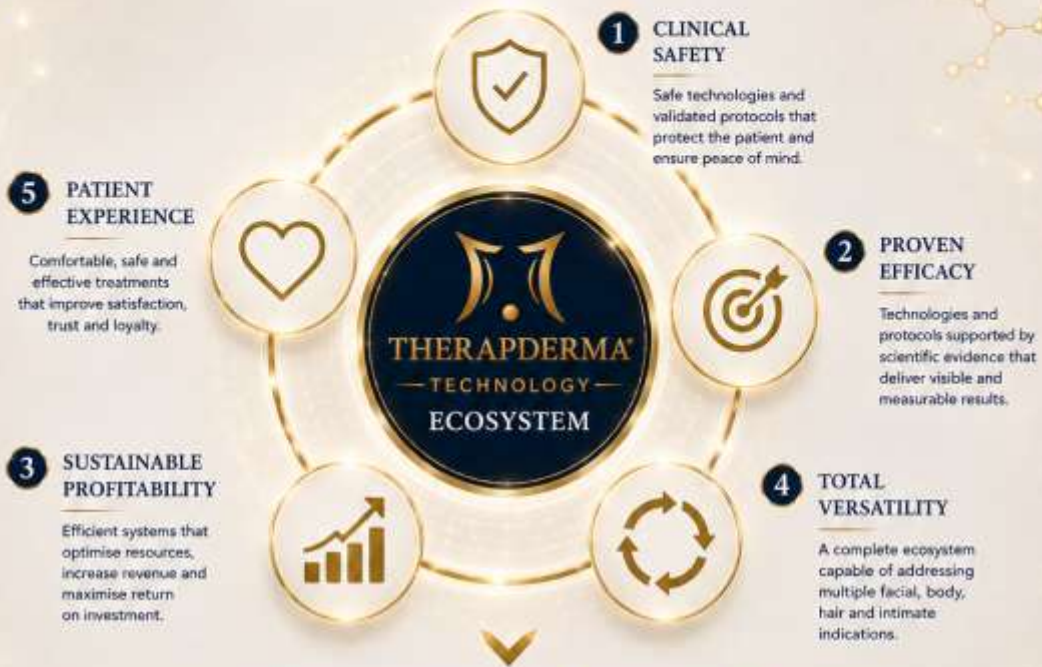 1
CLINICAL
SAFETY
Safe technologies and
validated protocols that
protect the patient and
ensure peace of mind.
2
PROVEN
EFFICACY
Technologies and
protocols supported by
scientific evidence that
deliver visible and
measurable results.
3
SUSTAINABLE
PROFITABILITY
Efficient systems that
optimise resources,
increase revenue and
maximise return
on investment.
4
TOTAL
VERSATILITY
A complete ecosystem
capable of addressing
multiple facial, body,
hair and intimate
indications.
5
PATIENT
EXPERIENCE
Comfortable, safe and
effective treatments
that improve satisfaction,
trust and loyalty.
THERAPDERMA®
TECHNOLOGY
ECOSYSTEM